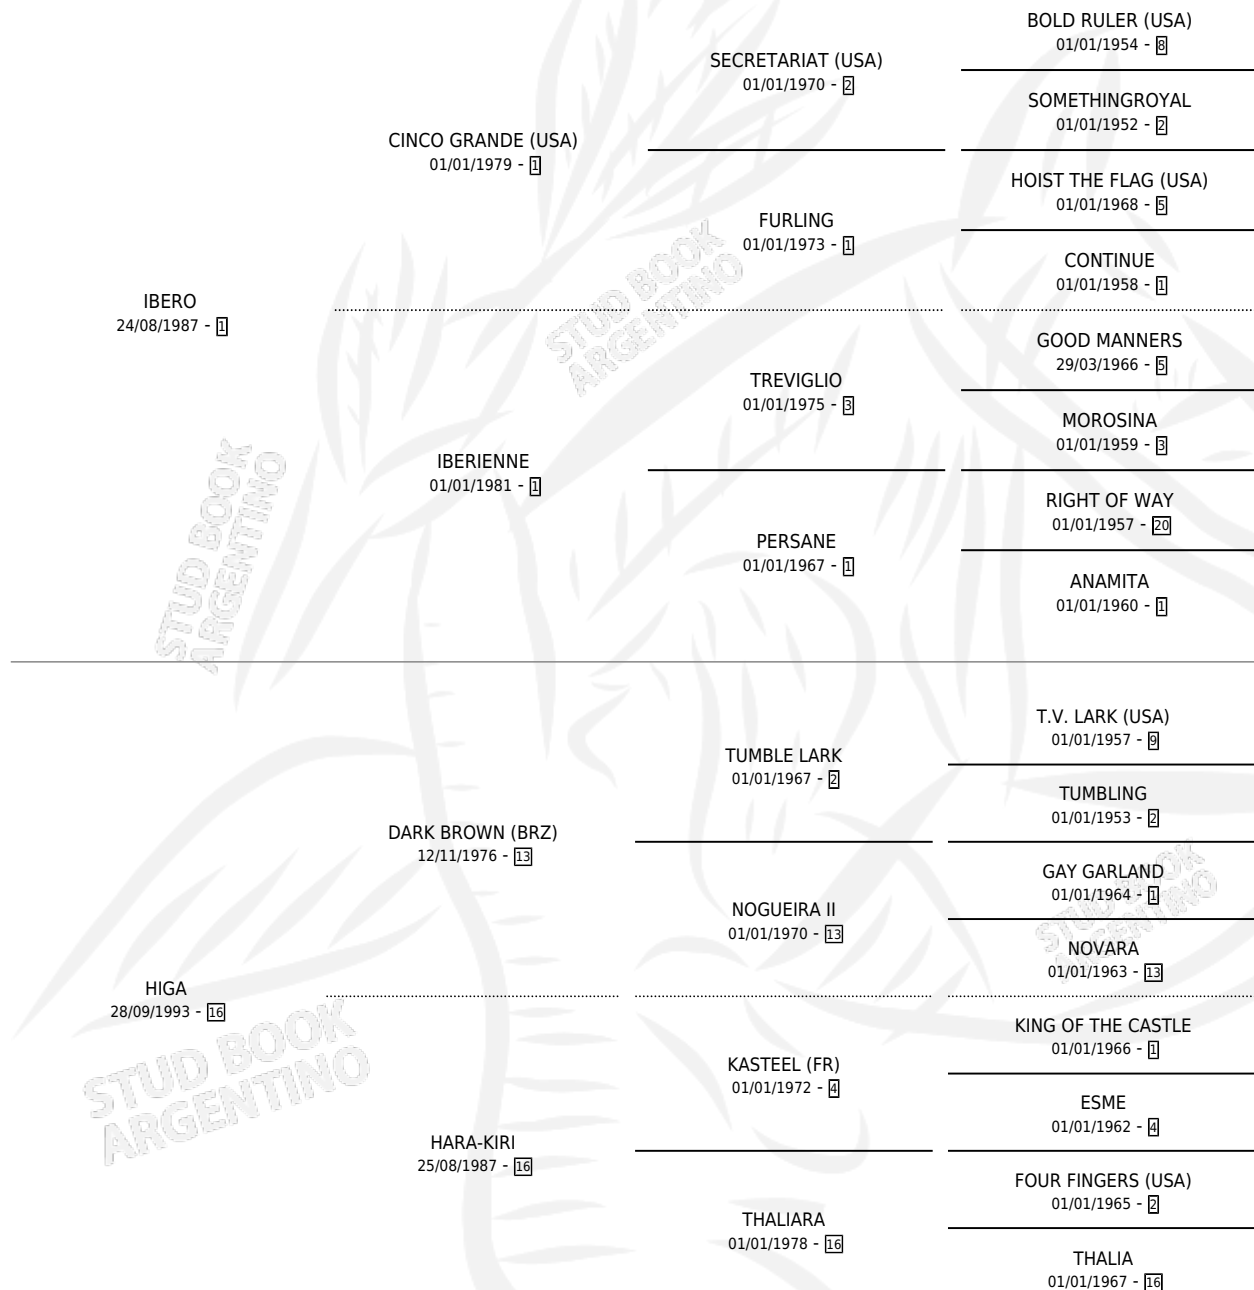 BOLD RULER (USA)
01/01/1954 - 8
SECRETARIAT (USA)
01/01/1970 - 2
SOMETHINGROYAL
01/01/1952 - 2
CINCO GRANDE (USA)
01/01/1979 - 1
HOIST THE FLAG (USA)
01/01/1968 - 5
FURLING
01/01/1973 - 1
CONTINUE
01/01/1958 - 1
IBERO
24/08/1987 - 1
GOOD MANNERS
29/03/1966 - 5
TREVIGLIO
01/01/1975 - 3
MOROSINA
01/01/1959 - 3
IBERIENNE
01/01/1981 - 1
RIGHT OF WAY
01/01/1957 - 20
PERSANE
01/01/1967 - 1
ANAMITA
01/01/1960 - 1
T.V. LARK (USA)
01/01/1957 - 9
TUMBLE LARK
01/01/1967 - 2
TUMBLING
01/01/1953 - 2
DARK BROWN (BRZ)
12/11/1976 - 13
GAY GARLAND
01/01/1964 - 1
NOGUEIRA II
01/01/1970 - 13
NOVARA
01/01/1963 - 13
HIGA
28/09/1993 - 16
KING OF THE CASTLE
01/01/1966 - 1
KASTEEL (FR)
01/01/1972 - 4
ESME
01/01/1962 - 4
HARA-KIRI
25/08/1987 - 16
FOUR FINGERS (USA)
01/01/1965 - 2
THALIARA
01/01/1978 - 16
THALIA
01/01/1967 - 16
STUD BOOK
ARGENTINO
STUD BOOK
ARGENTINO
STUD BOOK
ARGENTINO
STUD BOOK
ARGENTINO